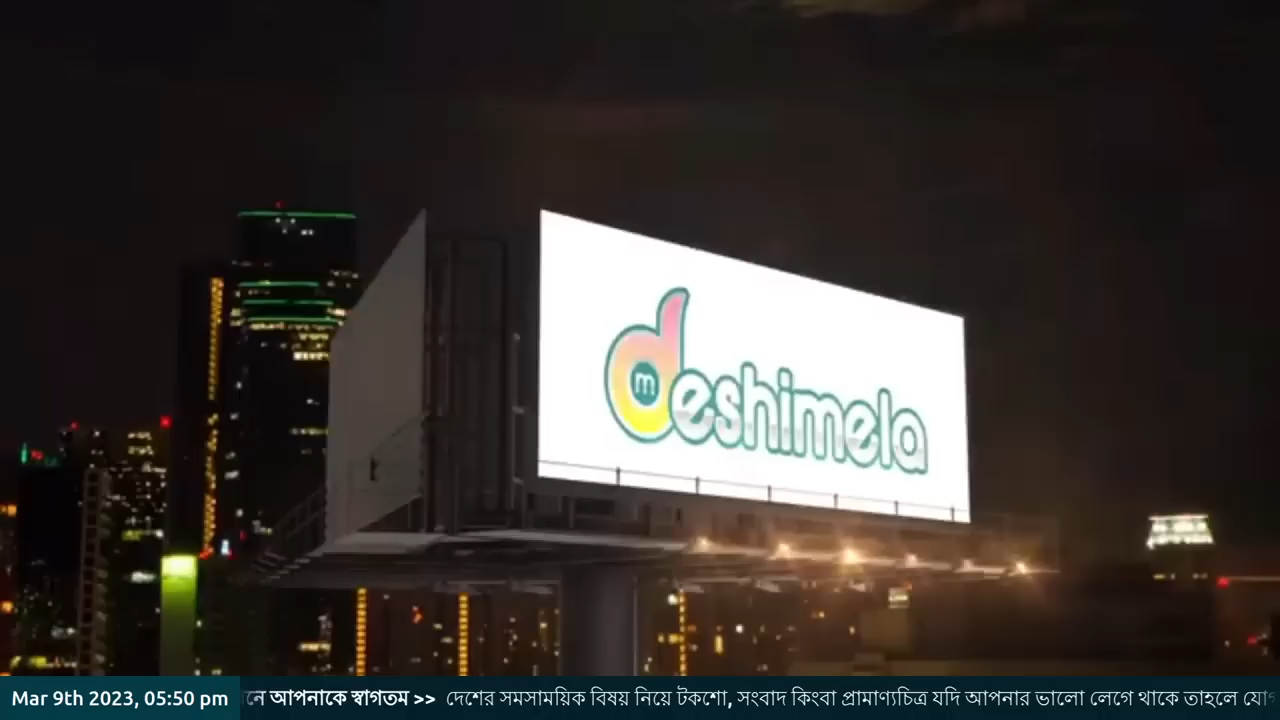 deshimela
m
Mar 9th 2023, 05:50 pm
নে আপনাকে স্বাগতম >> দেশের সমসাময়িক বিষয় নিয়ে টকশো, সংবাদ কিংবা প্রামাণ্যচিত্র যদি আপনার ভালো লেগে থাকে তাহলে